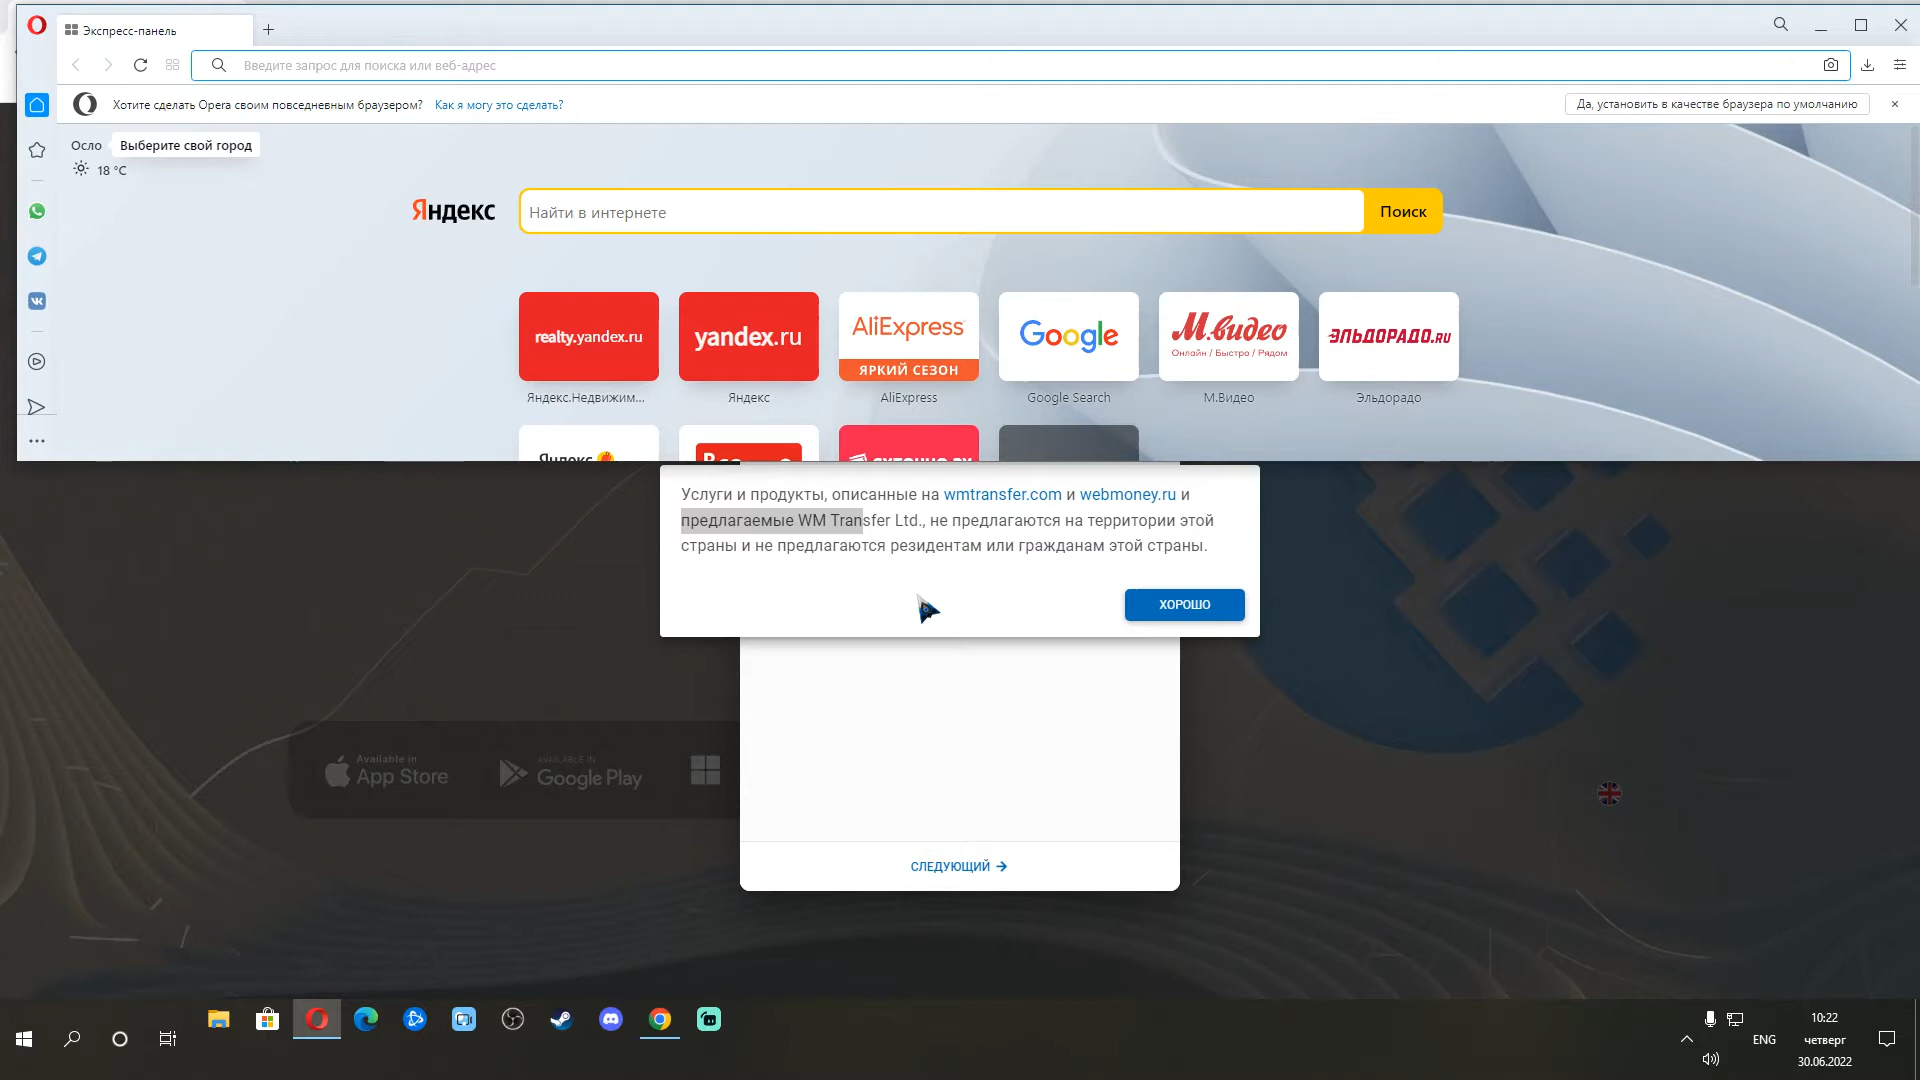 Экспресс-панель
Введите запрос для поиска или веб-адрес
Хотите сделать Opera своим повседневным браузером? Как я могу это сделать? Да, установить в качестве браузера по умолчанию
Осло Выберите свой город
18 °C
Яндекс Найти в интернете Поиск
realty.yandex.ru yandex.ru AliExpress Google М.видео ЭЛЬДОРАДО.RU
Онлайн / Быстро / Рядом
ЯРКИЙ СЕЗОН
Яндекс.Недвижим... Яндекс AliExpress Google Search М.Видео Эльдорадо
Яндекс
Услуги и продукты, описанные на wmtransfer.com и webmoney.ru и
предлагаемые WM Transfer Ltd., не предлагаются на территории этой
страны и не предлагаются резидентам или гражданам этой страны.
ХОРОШО
Available in
App Store
AVAILABLE IN
Google Play
СЛЕДУЮЩИЙ →
10:22
ENG четверг
30.06.2022